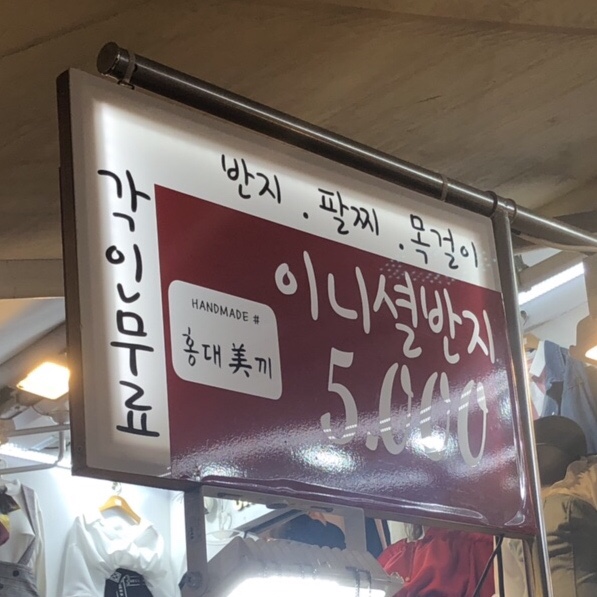 반지 . 팔찌 . 목걸이
각인무료
이니셜반지
5.000
HANDMADE #
홍대 美끼